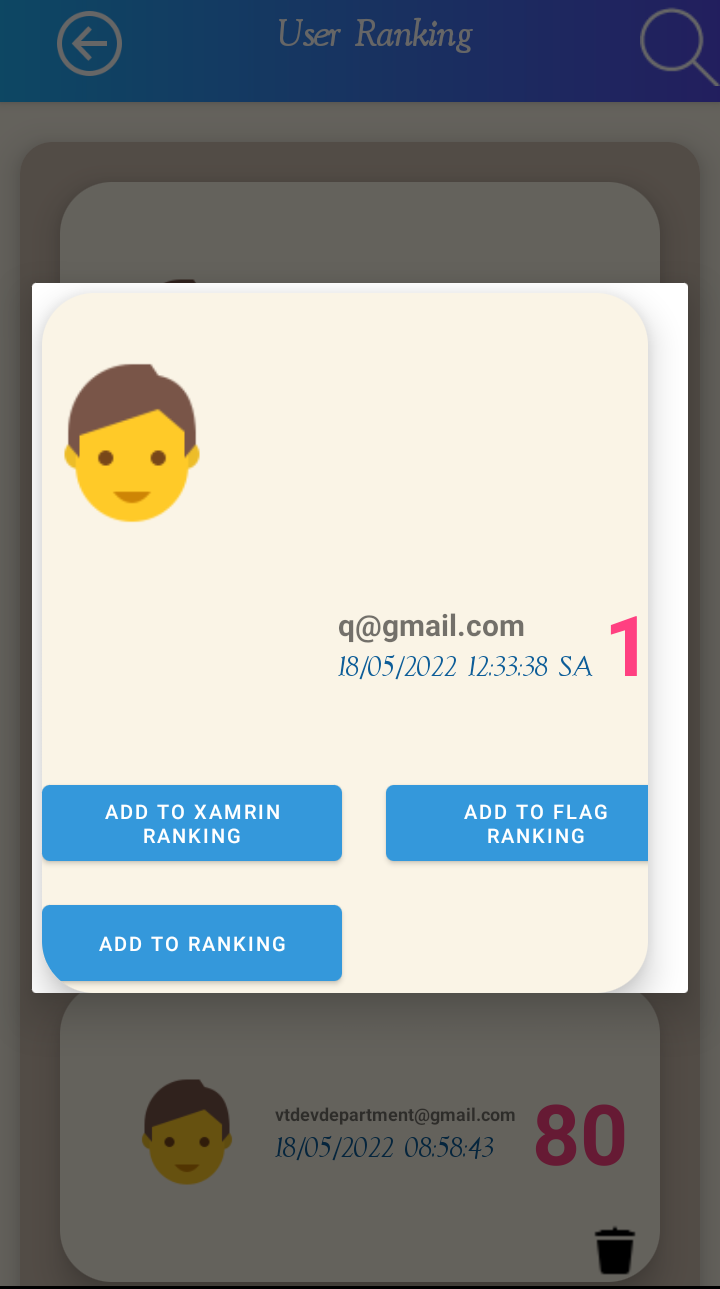 User Ranking
q@gmail.com
18/05/2022 12:33:38 SA
1
ADD TO XAMRIN
RANKING
ADD TO FLAG
RANKING
ADD TO RANKING
vtdevdepartment@gmail.com
18/05/2022 08:58:43
80